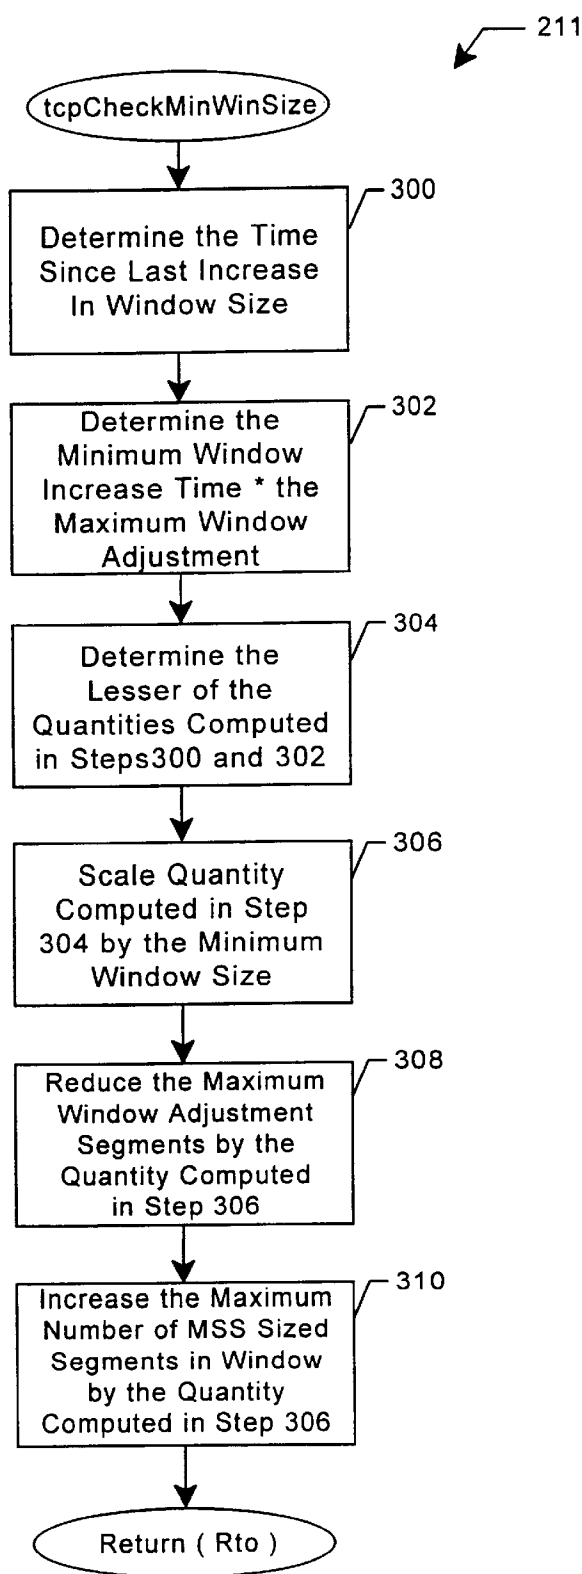 211
tcpCheckMinWinSize
300
Determine the Time
Since Last Increase
In Window Size
302
Determine the
Minimum Window
Increase Time * the
Maximum Window
Adjustment
304
Determine the
Lesser of the
Quantities Computed
in Steps300 and 302
306
Scale Quantity
Computed in Step
304 by the Minimum
Window Size
308
Reduce the Maximum
Window Adjustment
Segments by the
Quantity Computed
in Step 306
310
Increase the Maximum
Number of MSS Sized
Segments in Window
by the Quantity
Computed in Step 306
Return ( Rto )